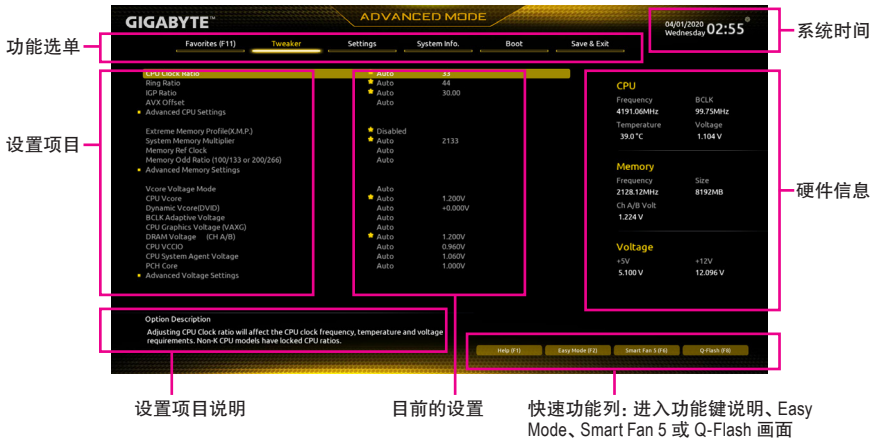 GIGABYTE™
ADVANCED MODE
04/01/2020
Wednesday
02:55
系统时间
功能选单
Favorites (F11) Tweaker Settings System Info. Boot Save & Exit
设置项目
CPU Clock Ratio Auto 33
Ring Ratio Auto 44
IGP Ratio Auto 30.00
AVX Offset Auto
Advanced CPU Settings
Extreme Memory Profile(X.M.P.) Disabled
System Memory Multiplier Auto 2133
Memory Ref Clock Auto
Memory Odd Ratio (100/133 or 200/266) Auto
Advanced Memory Settings
Vcore Voltage Mode Auto
CPU Vcore Auto 1.200V
Dynamic Vcore(DVID) Auto +0.000V
BCLK Adaptive Voltage Auto
CPU Graphics Voltage (VAXG) Auto
DRAM Voltage (CH A/B) Auto 1.200V
CPU VCCIO Auto 0.960V
CPU System Agent Voltage Auto 1.060V
PCH Core Auto 1.000V
Advanced Voltage Settings
CPU
Frequency BCLK
4191.06MHz 99.75MHz
Temperature Voltage
39.0 °C 1.104 V
Memory
Frequency Size
2128.12MHz 8192MB
Ch A/B Volt
1.224 V
Voltage
+5V +12V
5.100 V 12.096 V
硬件信息
Option Description
Adjusting CPU Clock ratio will affect the CPU clock frequency, temperature and voltage
requirements. Non-K CPU models have locked CPU ratios.
Help (F1) Easy Mode (F2) Smart Fan 5 (F6) Q-Flash (F8)
设置项目说明
目前的设置
快速功能列: 进入功能键说明、Easy
Mode、Smart Fan 5 或 Q-Flash 画面